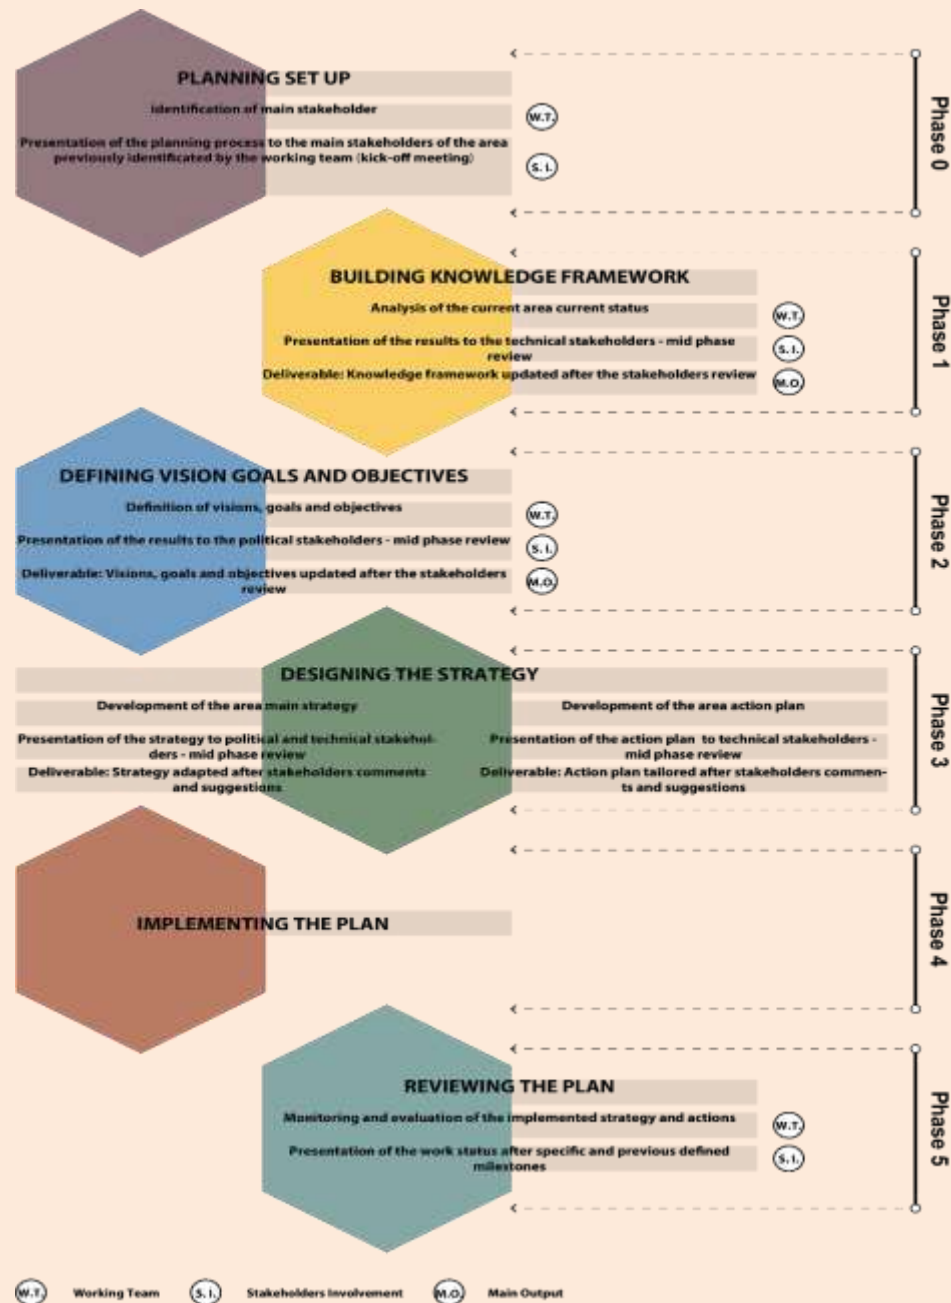 PLANNING SET UP
Identification of main stakeholder
W.T.
Presentation of the planning process to the main stakeholders of the area
previously identificated by the working team (kick-off meeting)
S. I.
Phase 0
BUILDING KNOWLEDGE FRAMEWORK
Analysis of the current area current status
W.T.
Presentation of the results to the technical stakeholders - mid phase
review
S. I.
Deliverable: Knowledge framework updated after the stakeholders review
M.O.
Phase 1
DEFINING VISION GOALS AND OBJECTIVES
Definition of visions, goals and objectives
W.T.
Presentation of the results to the political stakeholders - mid phase review
S. I.
Deliverable: Visions, goals and objectives updated after the stakeholders
review
M.O.
Phase 2
DESIGNING THE STRATEGY
Development of the area main strategy
Presentation of the strategy to political and technical stakehol-
ders - mid phase review
Deliverable: Strategy adapted after stakeholders comments
and suggestions
Development of the area action plan
Presentation of the action plan to technical stakeholders -
mid phase review
Deliverable: Action plan tailored after stakeholders commen-
ts and suggestions
Phase 3
IMPLEMENTING THE PLAN
Phase 4
REVIEWING THE PLAN
Monitoring and evaluation of the implemented strategy and actions
W.T.
Presentation of the work status after specific and previous defined
milestones
S. I.
Phase 5
W.T. Working Team S. I. Stakeholders Involvement M.O. Main Output